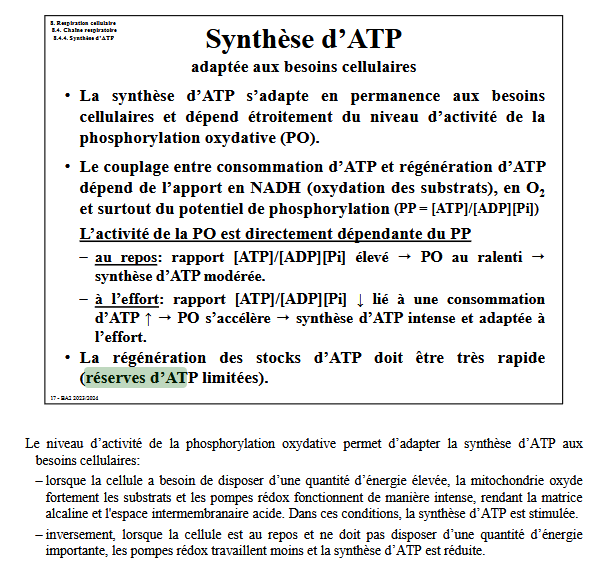 8. Respiration cellulaire
8.4. Chaîne respiratoire
8.4.4. Synthèse d'ATP
Synthèse d'ATP
adaptée aux besoins cellulaires
• La synthèse d'ATP s'adapte en permanence aux besoins
cellulaires et dépend étroitement du niveau d'activité de la
phosphorylation oxydative (PO).
• Le couplage entre consommation d'ATP et régénération d'ATP
dépend de l'apport en NADH (oxydation des substrats), en O₂
et surtout du potentiel de phosphorylation (PP = [ATP]/[ADP][Pi])
L'activité de la PO est directement dépendante du PP
– au repos: rapport [ATP]/[ADP][Pi] élevé → PO au ralenti →
synthèse d'ATP modérée.
– à l'effort: rapport [ATP]/[ADP][Pi] ↓ lié à une consommation
d'ATP ↑ → PO s'accélère → synthèse d'ATP intense et adaptée à
l'effort.
• La régénération des stocks d'ATP doit être très rapide
(réserves d'ATP limitées).
17 - BA2 2023/2024
Le niveau d'activité de la phosphorylation oxydative permet d'adapter la synthèse d'ATP aux
besoins cellulaires:
– lorsque la cellule a besoin de disposer d'une quantité d'énergie élevée, la mitochondrie oxyde
fortement les substrats et les pompes rédox fonctionnent de manière intense, rendant la matrice
alcaline et l'espace intermembranaire acide. Dans ces conditions, la synthèse d'ATP est stimulée.
– inversement, lorsque la cellule est au repos et ne doit pas disposer d'une quantité d'énergie
importante, les pompes rédox travaillent moins et la synthèse d'ATP est réduite.